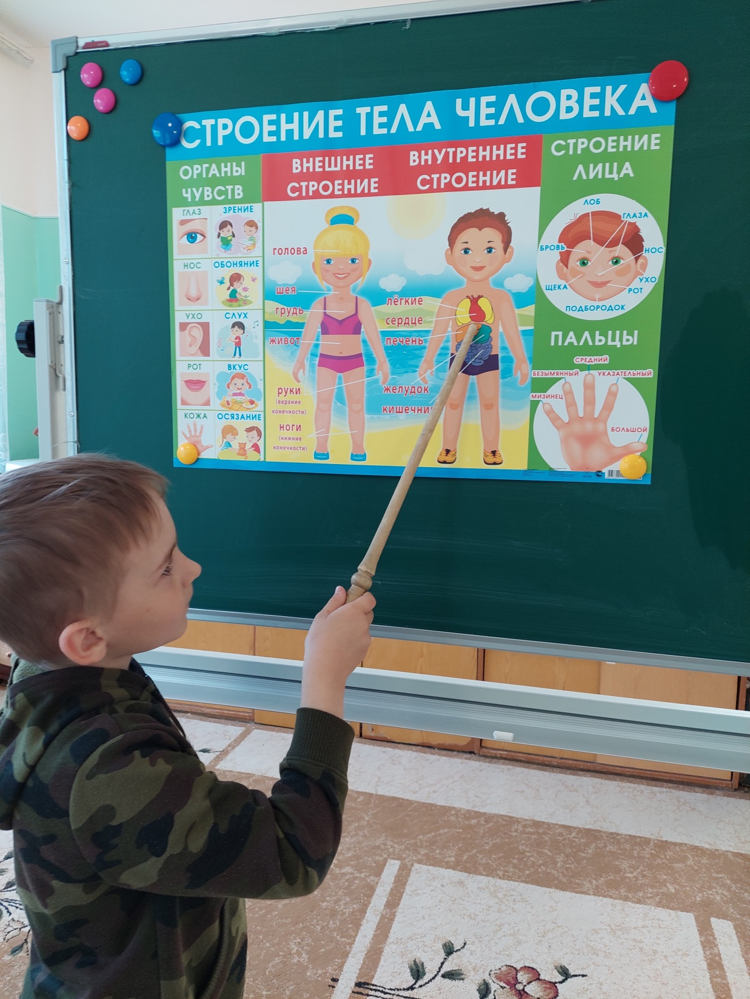 СТРОЕНИЕ ТЕЛА ЧЕЛОВЕКА
ОРГАНЫ
ЧУВСТВ
ГЛАЗ
ЗРЕНИЕ
НОС
ОБОНЯНИЕ
УХО
СЛУХ
РОТ
ВКУС
КОЖА
ОСЯЗАНИЕ
ВНЕШНЕЕ
СТРОЕНИЕ
голова
шея
грудь
живот
руки
(верхние
конечности)
ноги
(нижние
конечности)
ВНУТРЕННЕЕ
СТРОЕНИЕ
лёгкие
сердце
печень
желудок
кишечни
СТРОЕНИЕ
ЛИЦА
ЛОБ
ГЛАЗА
БРОВЬ
НОС
ЩЕКА
УХО
РОТ
ПОДБОРОДОК
ПАЛЬЦЫ
СРЕДНИЙ
БЕЗЫМЯННЫЙ
УКАЗАТЕЛЬНЫЙ
МИЗИНЕЦ
БОЛЬШОЙ